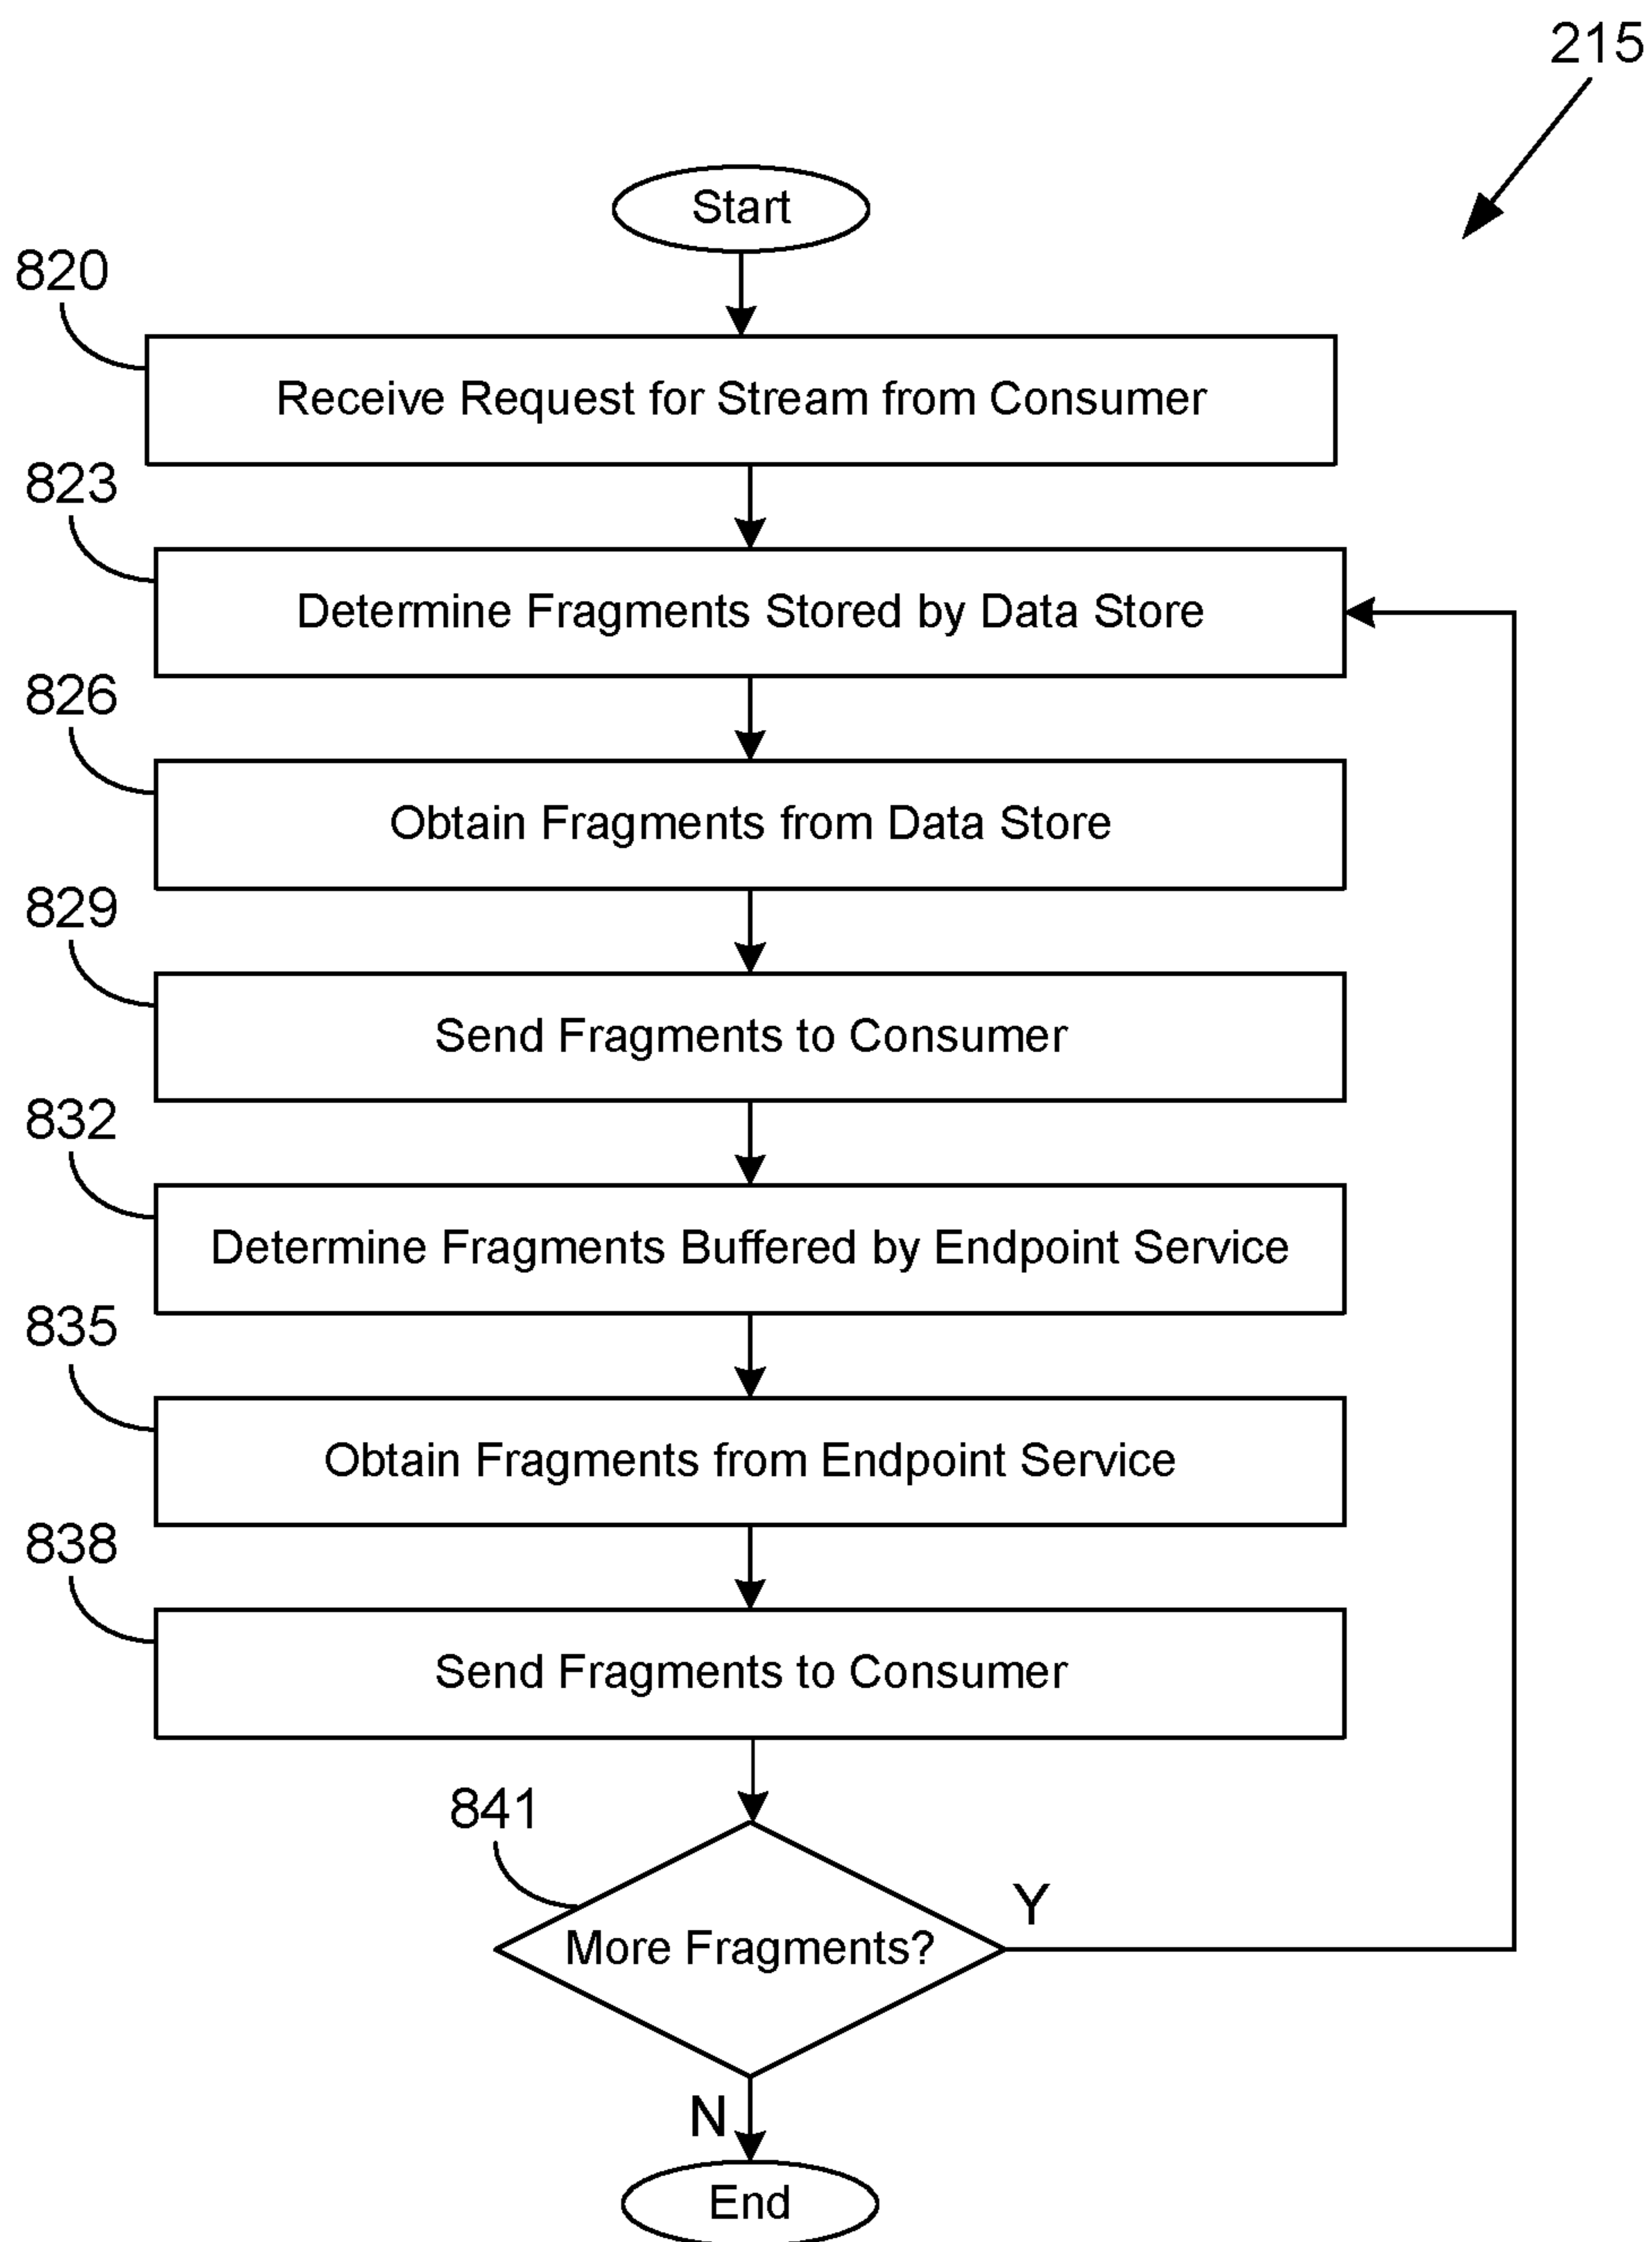 215
Start
820
Receive Request for Stream from Consumer
823
Determine Fragments Stored by Data Store
826
Obtain Fragments from Data Store
829
Send Fragments to Consumer
832
Determine Fragments Buffered by Endpoint Service
835
Obtain Fragments from Endpoint Service
838
Send Fragments to Consumer
841
More Fragments?
Y
N
End